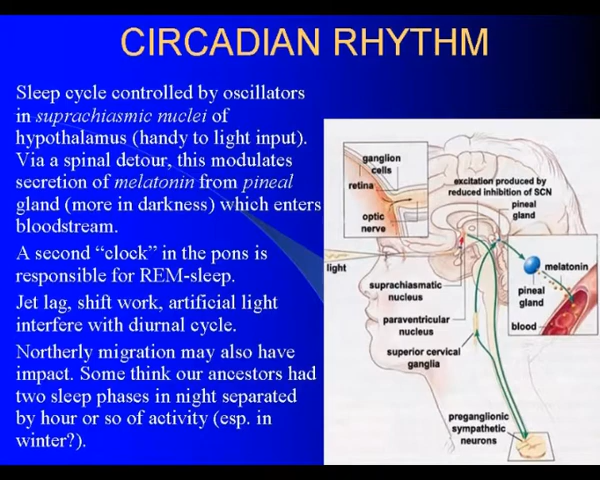 CIRCADIAN RHYTHM
Sleep cycle controlled by oscillators
in suprachiasmic nuclei of
hypothalamus (handy to light input).
Via a spinal detour, this modulates
secretion of melatonin from pineal
gland (more in darkness) which enters
bloodstream.
A second “clock” in the pons is
responsible for REM-sleep.
Jet lag, shift work, artificial light
interfere with diurnal cycle.
Northerly migration may also have
impact. Some think our ancestors had
two sleep phases in night separated
by hour or so of activity (esp. in
winter?).
ganglion
cells
retina
optic
nerve
excitation produced by
reduced inhibition of SCN
pineal
gland
light
suprachiasmatic
nucleus
paraventricular
nucleus
superior cervical
ganglia
melatonin
pineal
gland
blood
preganglionic
sympathetic
neurons